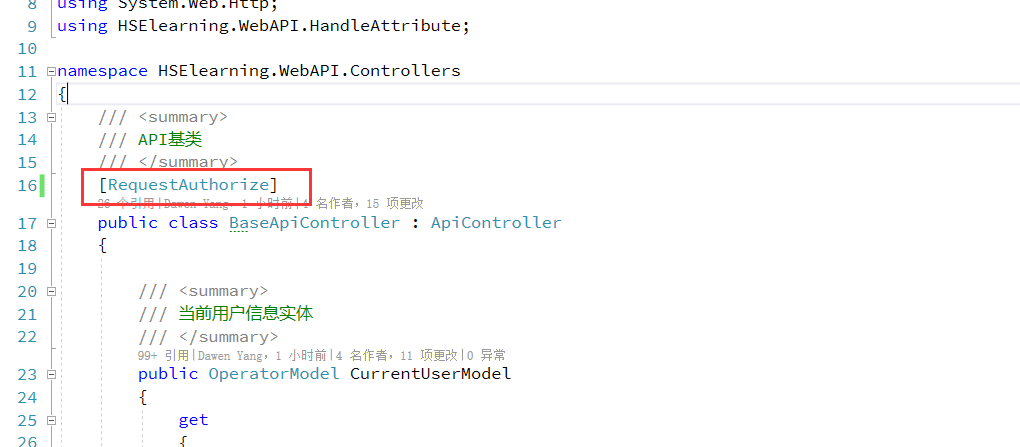 8 using System.Web.Http;
9 using HSElearning.WebAPI.HandleAttribute;
10
11 namespace HSElearning.WebAPI.Controllers
12 {
13 /// <summary>
14 /// API基类
15 /// </summary>
16 [RequestAuthorize]
26 个引用|Dawen Yang，1 小时前|4 名作者，15 项更改
17 public class BaseApiController : ApiController
18 {
19
20 /// <summary>
21 /// 当前用户信息实体
22 /// </summary>
99+ 引用|Dawen Yang，1 小时前|4 名作者，11 项更改|0 异常
23 public OperatorModel CurrentUserModel
24 {
25 get
26 {